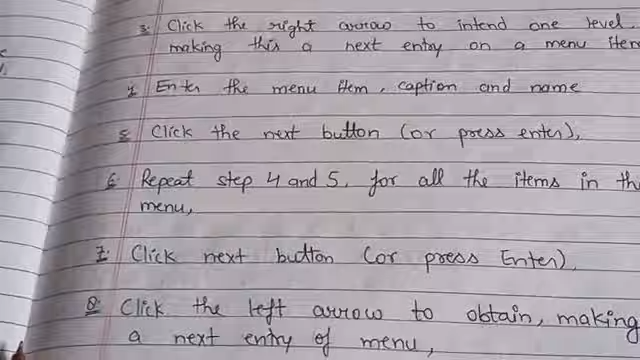 3. Click the right arrow to intend one level
making this a next entry on a menu item
4. Enter the menu item, caption and name
5. Click the next button (or press enter),
6. Repeat step 4 and 5, for all the items in the
menu,
7. Click next button (or press Enter),
8. Click the left arrow to obtain, making
a next entry of menu,